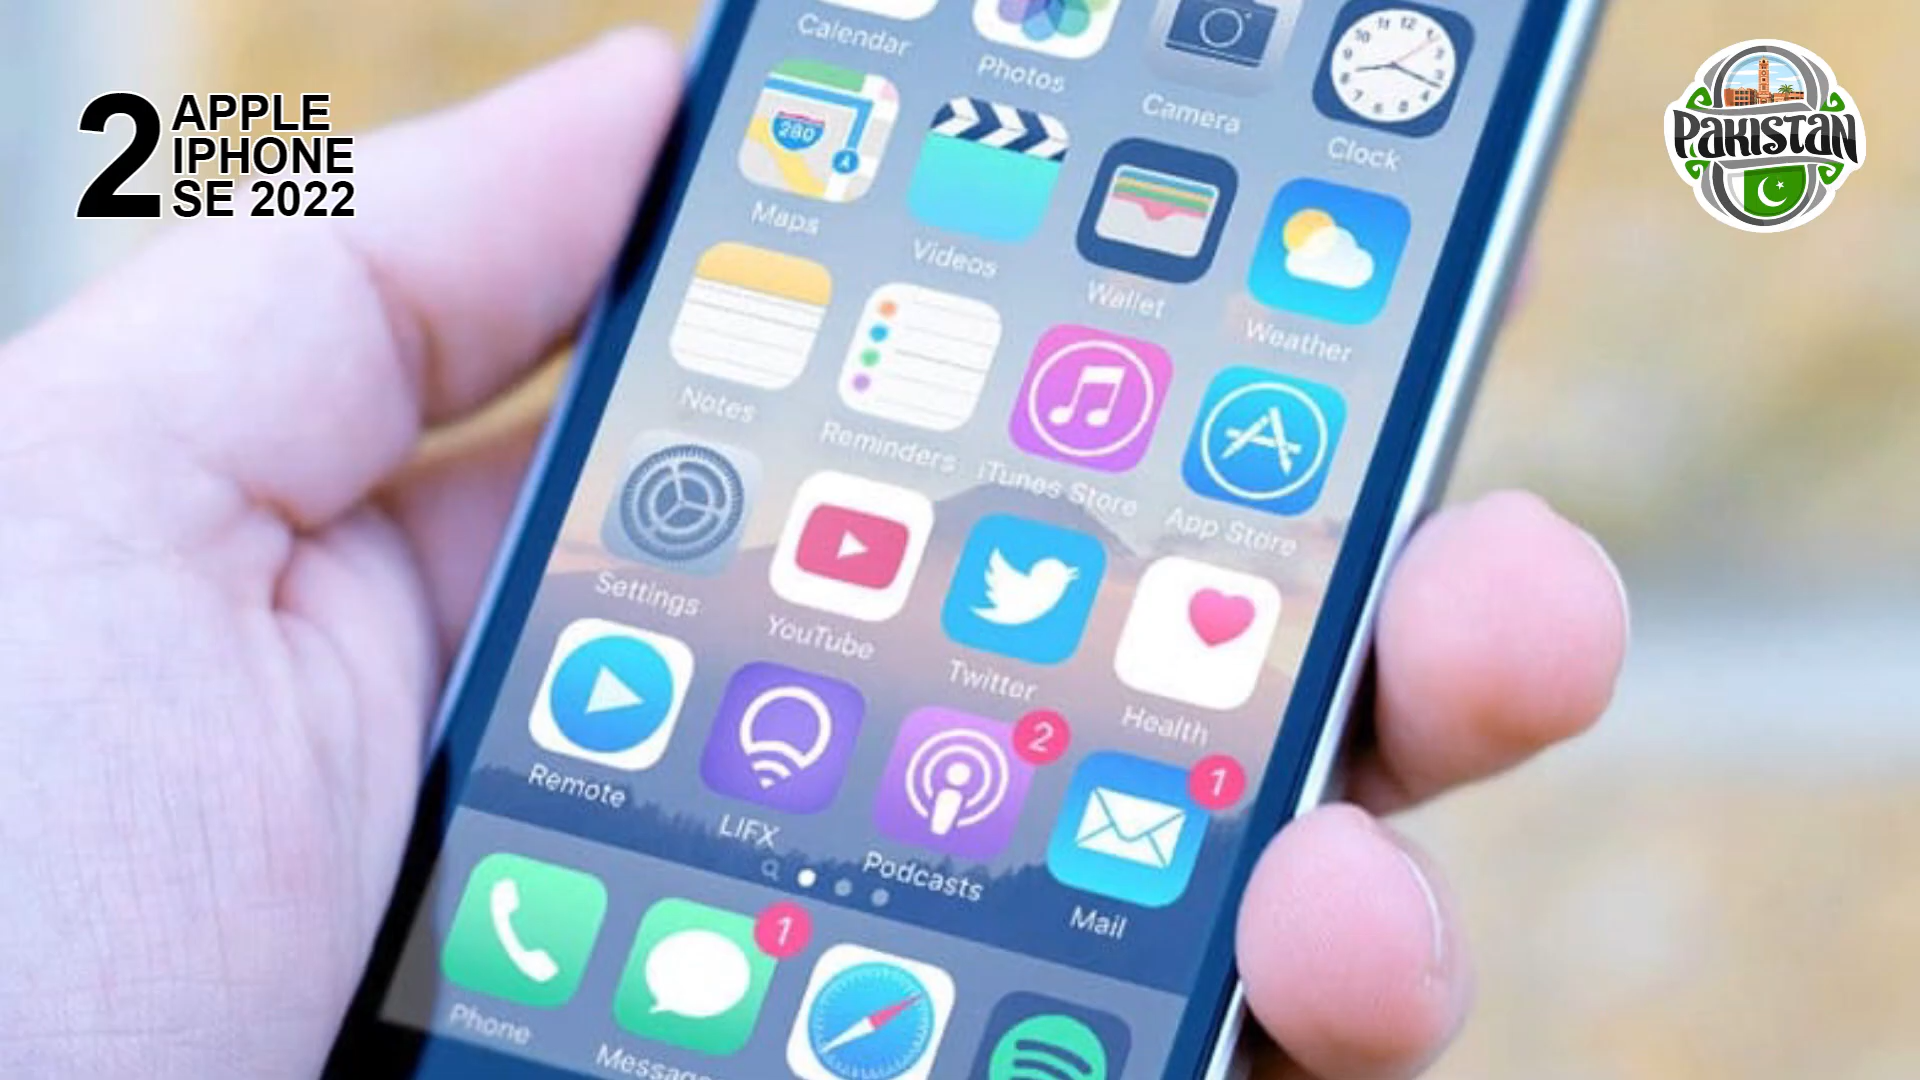 2
APPLE
IPHONE
SE 2022
PAKISTAN
Calendar
Photos
Camera
Clock
280
Maps
Videos
Wallet
Weather
Notes
Reminders
iTunes Store
App Store
Settings
YouTube
Twitter
Health
Remote
LIFX
2
Podcasts
1
Mail
Phone
1